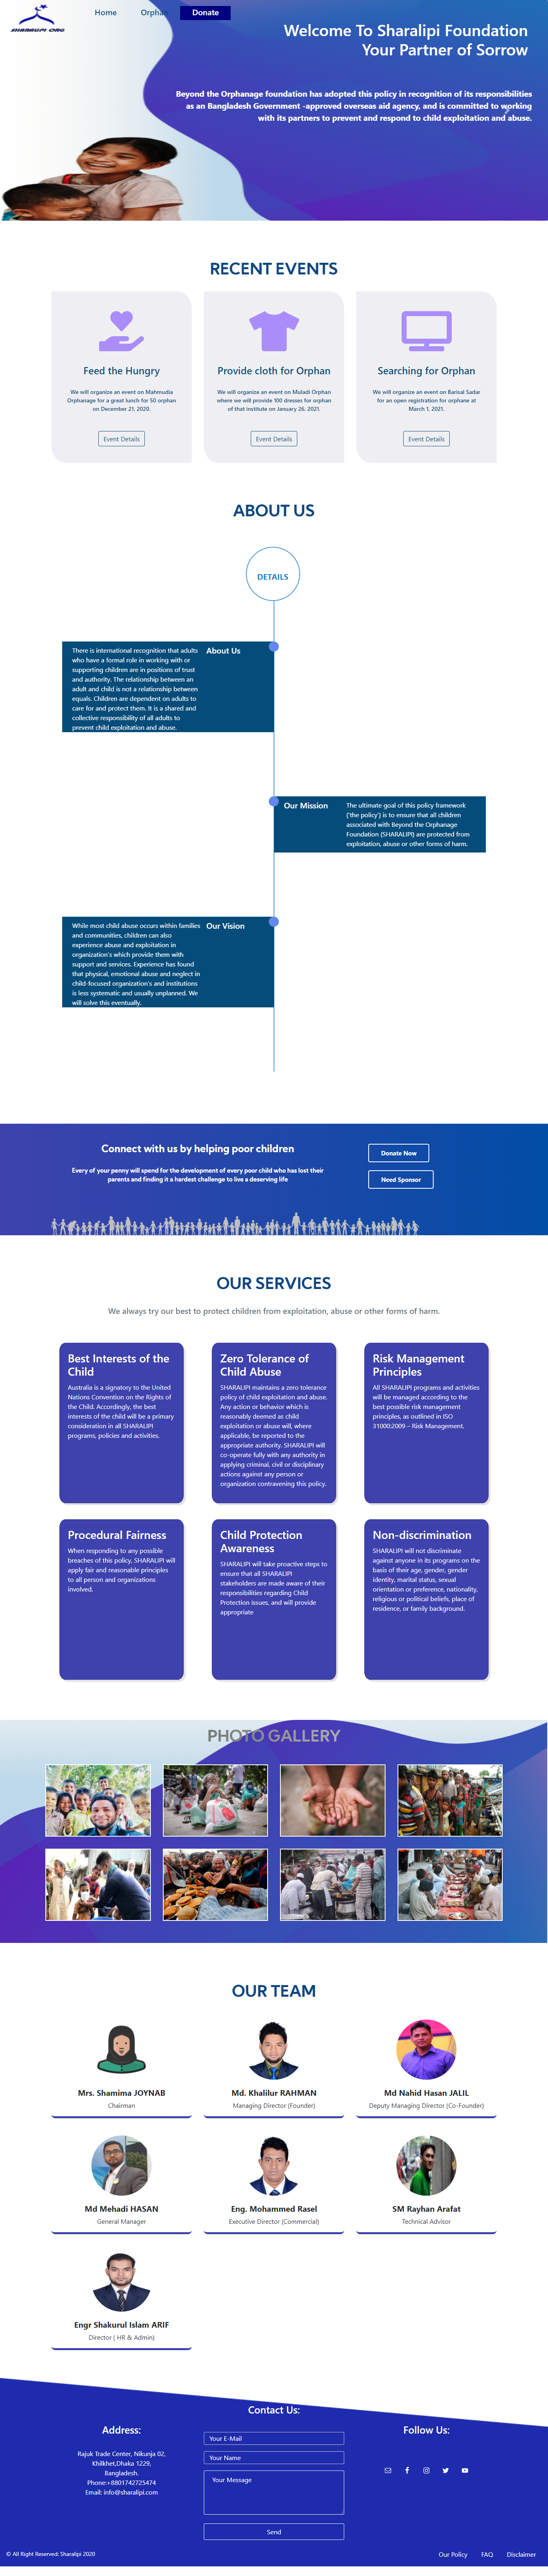 SHARALIPI ORG
Home
Orphan
Donate
Welcome To Sharalipi Foundation
Your Partner of Sorrow
Beyond the Orphanage foundation has adopted this policy in recognition of its responsibilities
as an Bangladesh Government -approved overseas aid agency, and is committed to working
with its partners to prevent and respond to child exploitation and abuse.
RECENT EVENTS
Feed the Hungry
We will organize an event on Mahmudia
Orphanage for a great lunch for 50 orphan
on December 21, 2020.
Event Details
Provide cloth for Orphan
We will organize an event on Muladi Orphan
where we will provide 100 dresses for orphan
of that institute on January 26, 2021.
Event Details
Searching for Orphan
We will organize an event on Barisal Sadar
for an open registration for orphane at
March 1, 2021.
Event Details
ABOUT US
DETAILS
About Us
There is international recognition that adults
who have a formal role in working with or
supporting children are in positions of trust
and authority. The relationship between an
adult and child is not a relationship between
equals. Children are dependent on adults to
care for and protect them. It is a shared and
collective responsibility of all adults to
prevent child exploitation and abuse.
Our Mission
The ultimate goal of this policy framework
('the policy') is to ensure that all children
associated with Beyond the Orphanage
Foundation (SHARALIPI) are protected from
exploitation, abuse or other forms of harm.
Our Vision
While most child abuse occurs within families
and communities, children can also
experience abuse and exploitation in
organization's which provide them with
support and services. Experience has found
that physical, emotional abuse and neglect in
child-focused organization's and institutions
is less systematic and usually unplanned. We
will solve this eventually.
Connect with us by helping poor children
Every of your penny will spend for the development of every poor child who has lost their
parents and finding it a hardest challenge to live a deserving life
Donate Now
Need Sponsor
OUR SERVICES
We always try our best to protect children from exploitation, abuse or other forms of harm.
Best Interests of the
Child
Australia is a signatory to the United
Nations Convention on the Rights of
the Child. Accordingly, the best
interests of the child will be a primary
consideration in all SHARALIPI
programs, policies and activities.
Zero Tolerance of
Child Abuse
SHARALIPI maintains a zero tolerance
policy of child exploitation and abuse.
Any action or behavior which is
reasonably deemed as child
exploitation or abuse will, where
applicable, be reported to the
appropriate authority. SHARALIPI will
co-operate fully with any authority in
applying criminal, civil or disciplinary
actions against any person or
organization contravening this policy.
Risk Management
Principles
All SHARALIPI programs and activities
will be managed according to the
best possible risk management
principles, as outlined in ISO
31000:2009 – Risk Management.
Procedural Fairness
When responding to any possible
breaches of this policy, SHARALIPI will
apply fair and reasonable principles
to all person and organizations
involved.
Child Protection
Awareness
SHARALIPI will take proactive steps to
ensure that all SHARALIPI
stakeholders are made aware of their
responsibilities regarding Child
Protection issues, and will provide
appropriate
Non-discrimination
SHARALIPI will not discriminate
against anyone in its programs on the
basis of their age, gender, gender
identity, marital status, sexual
orientation or preference, nationality,
religious or political beliefs, place of
residence, or family background.
PHOTO GALLERY
OUR TEAM
Mrs. Shamima JOYNAB
Chairman
Md. Khalilur RAHMAN
Managing Director (Founder)
Md Nahid Hasan JALIL
Deputy Managing Director (Co-Founder)
Md Mehadi HASAN
General Manager
Eng. Mohammed Rasel
Executive Director (Commercial)
SM Rayhan Arafat
Technical Advisor
Engr Shakurul Islam ARIF
Director ( HR & Admin)
Address:
Rajuk Trade Center, Nikunja 02,
Khilkhet,Dhaka 1229,
Bangladesh.
Phone:+8801742725474
Email: info@sharalipi.com
Contact Us:
Your E-Mail
Your Name
Your Message
Send
Follow Us:
© All Right Reserved: Sharalipi 2020
Our Policy
FAQ
Disclaimer